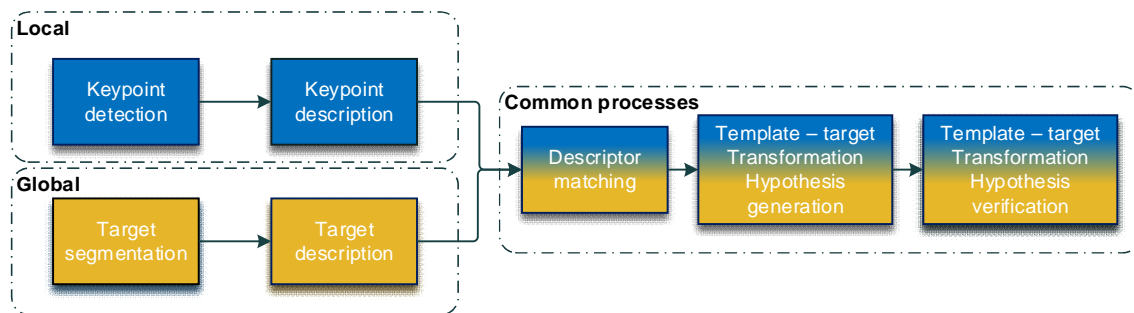 Local
Keypoint
detection
Keypoint
description
Global
Target
segmentation
Target
description
Common processes
Descriptor
matching
Template – target
Transformation
Hypothesis
generation
Template – target
Transformation
Hypothesis
verification